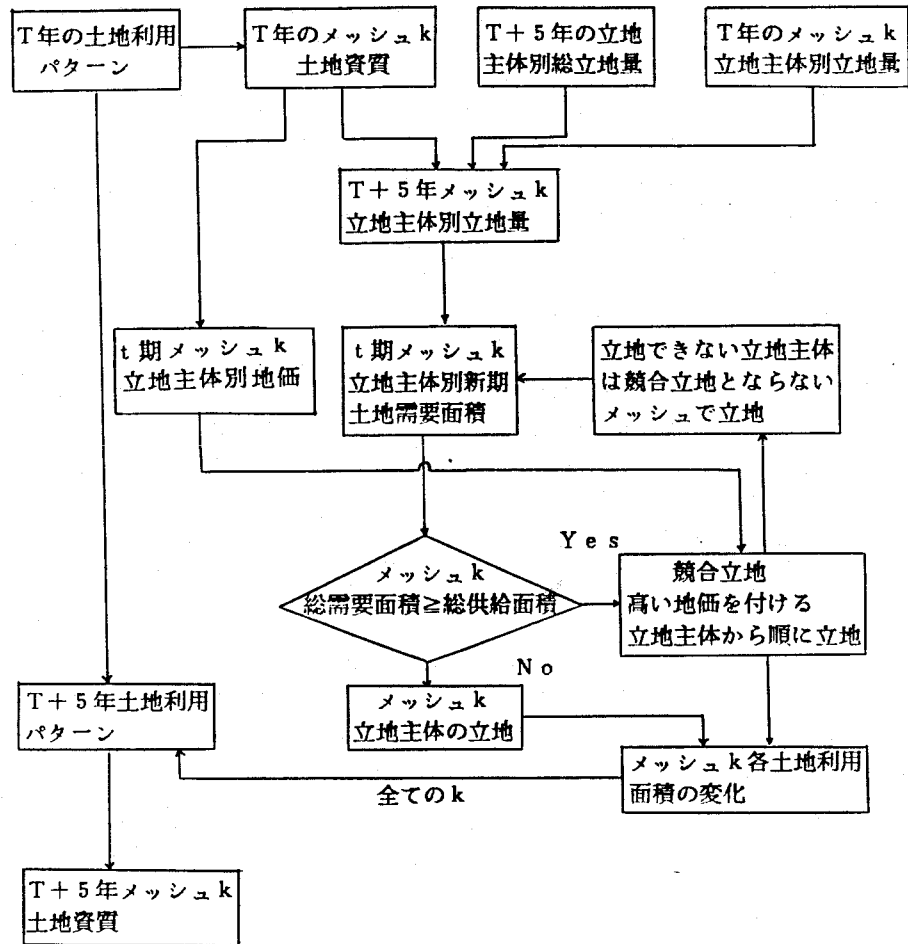 T年の土地利用
パターン
T年のメッシュk
土地資質
T+5年の立地
主体別総立地量
T年のメッシュk
立地主体別立地量
T+5年メッシュk
立地主体別立地量
t期メッシュk
立地主体別地価
t期メッシュk
立地主体別新期
土地需要面積
立地できない立地主体
は競合立地とならない
メッシュで立地
Yes
メッシュk
総需要面積≧総供給面積
競合立地
高い地価を付ける
立地主体から順に立地
No
T+5年土地利用
パターン
メッシュk
立地主体の立地
メッシュk各土地利用
面積の変化
全てのk
T+5年メッシュk
土地資質